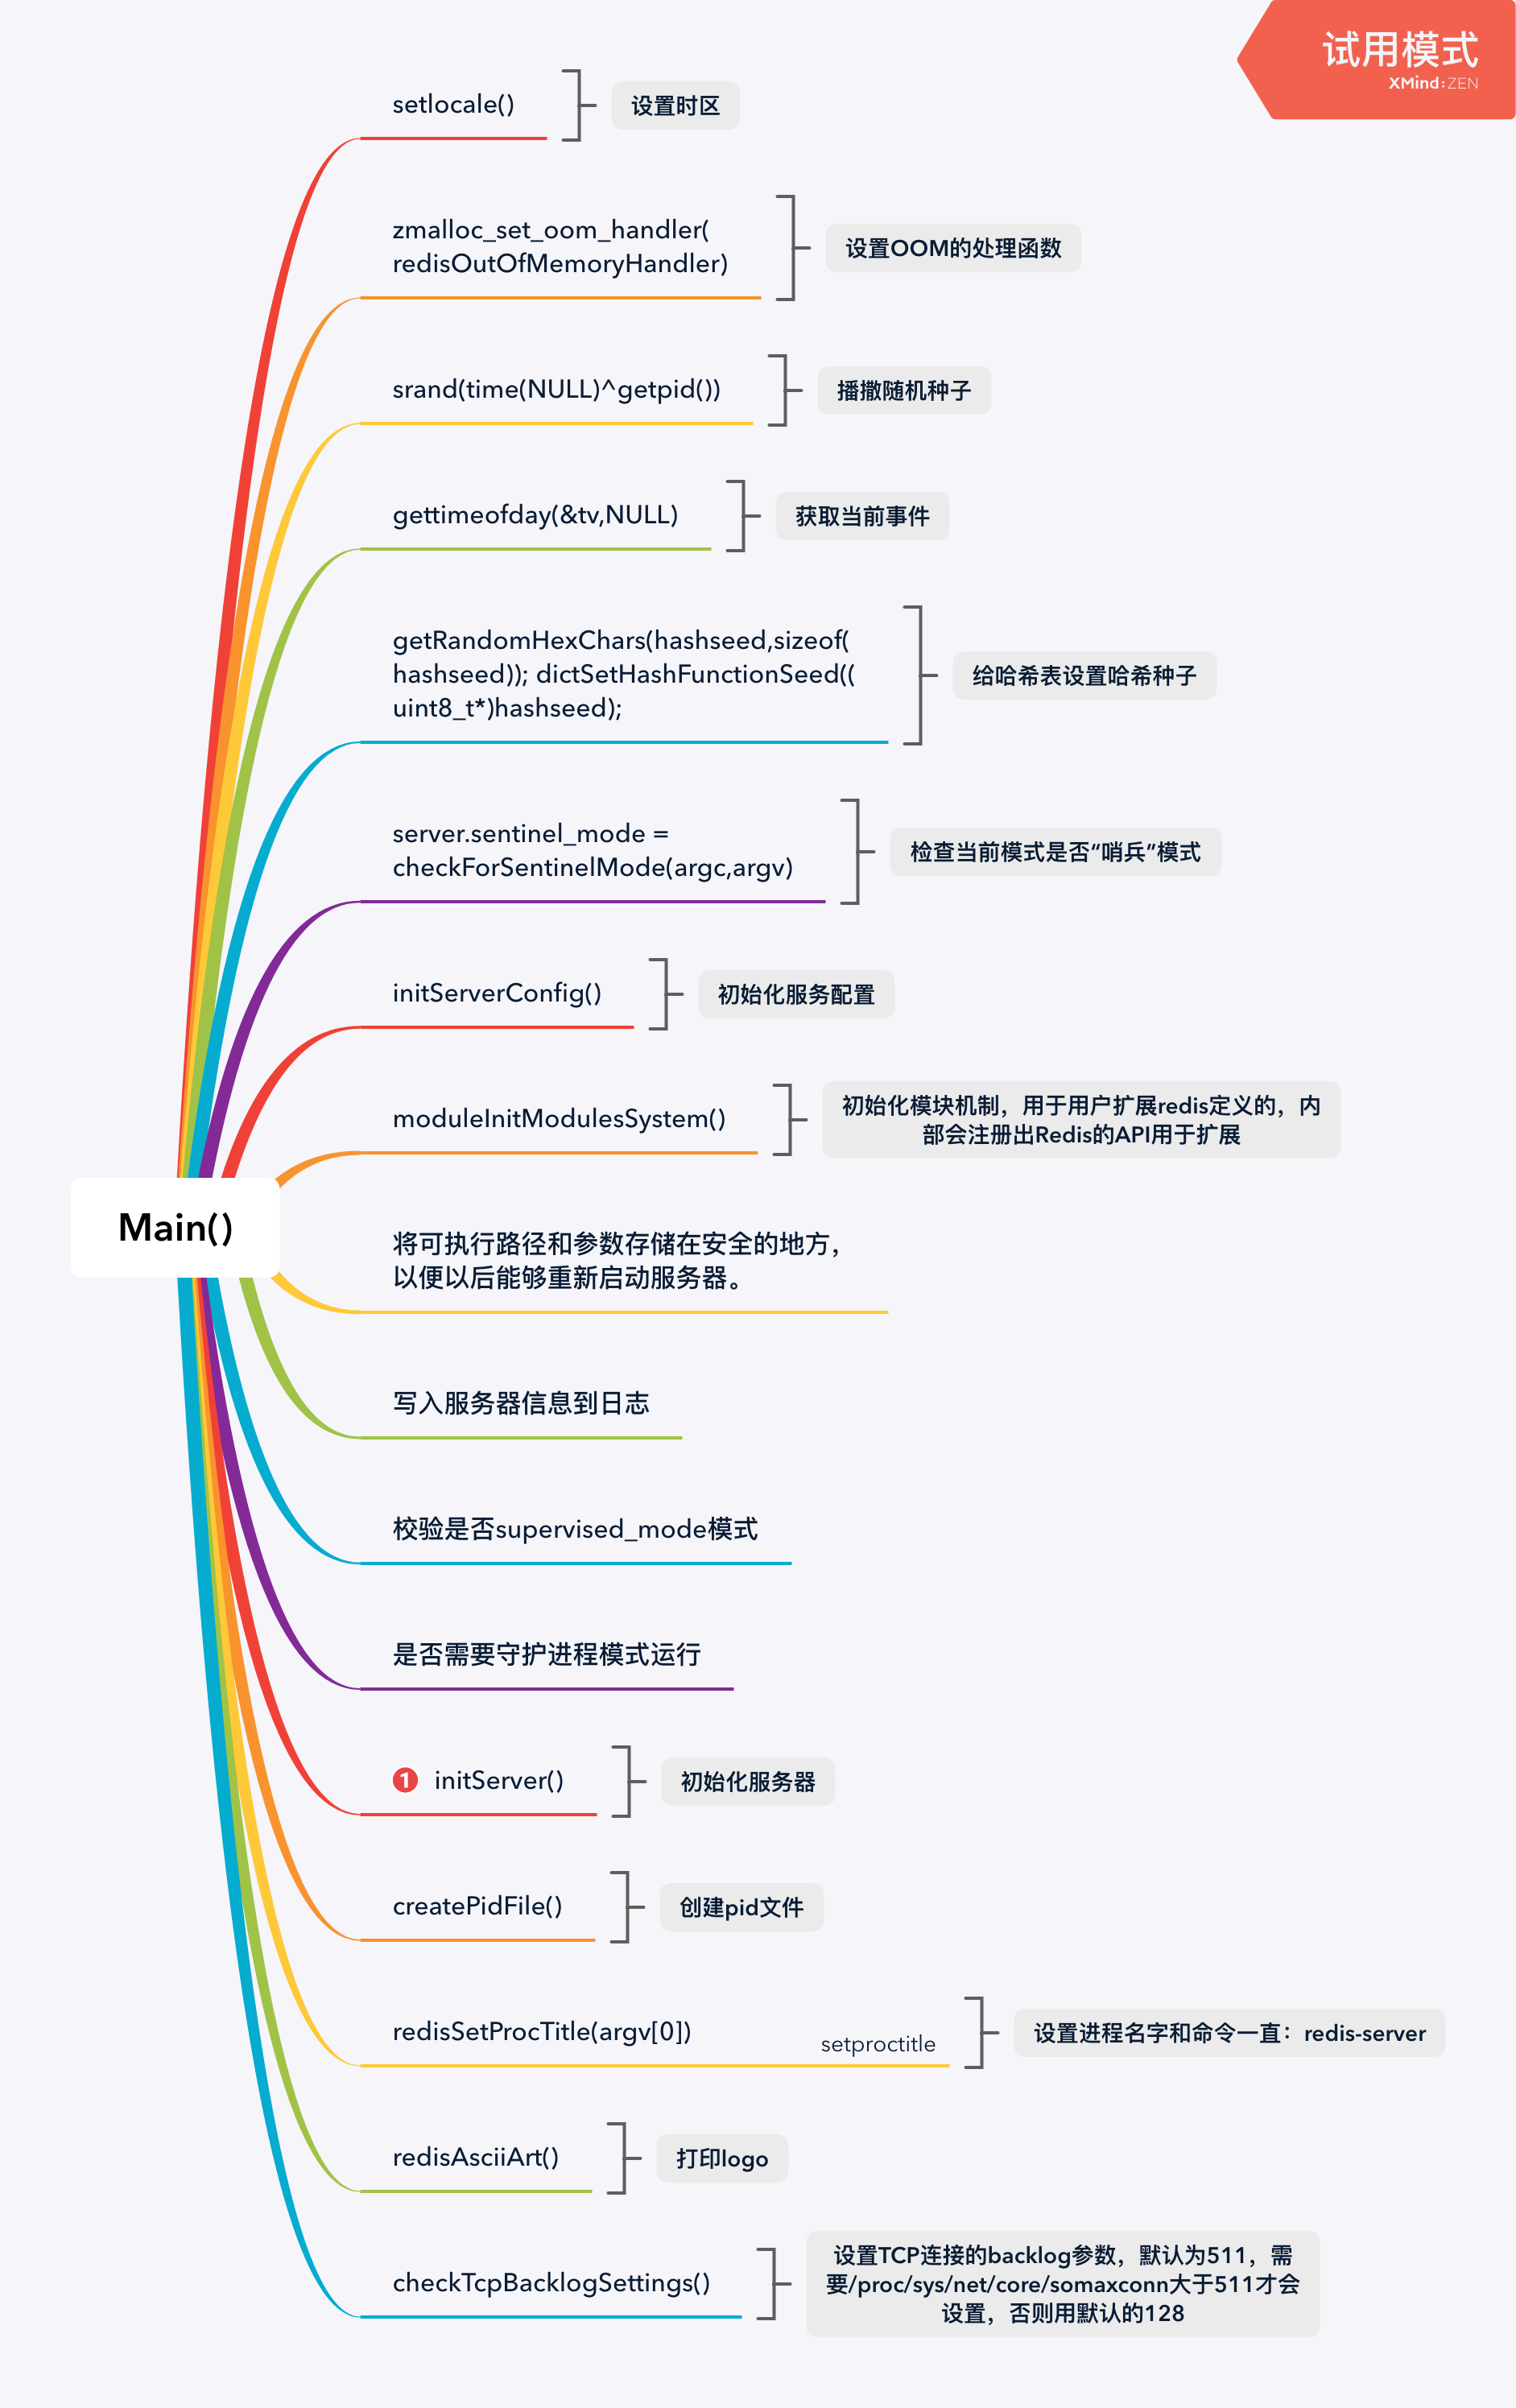 试用模式
XMind:ZEN
setlocale()
设置时区
zmalloc_set_oom_handler(
redisOutOfMemoryHandler)
设置OOM的处理函数
srand(time(NULL)^getpid())
播撒随机种子
gettimeofday(&tv,NULL)
获取当前事件
getRandomHexChars(hashseed,sizeof(
hashseed)); dictSetHashFunctionSeed((
uint8_t*)hashseed);
给哈希表设置哈希种子
server.sentinel_mode =
checkForSentinelMode(argc,argv)
检查当前模式是否“哨兵”模式
initServerConfig()
初始化服务配置
moduleInitModulesSystem()
初始化模块机制，用于用户扩展redis定义的，内
部会注册出Redis的API用于扩展
Main()
将可执行路径和参数存储在安全的地方，
以便以后能够重新启动服务器。
写入服务器信息到日志
校验是否supervised_mode模式
是否需要守护进程模式运行
1 initServer()
初始化服务器
createPidFile()
创建pid文件
redisSetProcTitle(argv[0])
setproctitle
设置进程名字和命令一直：redis-server
redisAsciiArt()
打印logo
checkTcpBacklogSettings()
设置TCP连接的backlog参数，默认为511，需
要/proc/sys/net/core/somaxconn大于511才会
设置，否则用默认的128